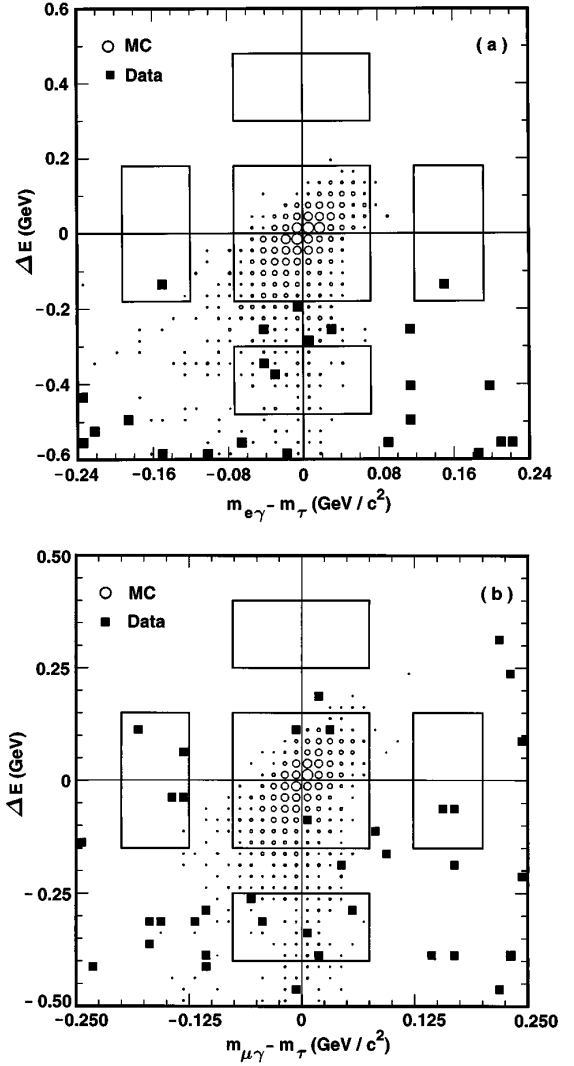 0.6
0.4
0.2
0
−0.2
−0.4
−0.6
ΔE (GeV)
MC
Data
(a)
−0.24 −0.16 −0.08 0 0.08 0.16 0.24
m_eγ − m_τ (GeV / c²)
0.50
0.25
0
−0.25
−0.50
ΔE (GeV)
MC
Data
(b)
−0.250 −0.125 0 0.125 0.250
m_μγ − m_τ (GeV / c²)